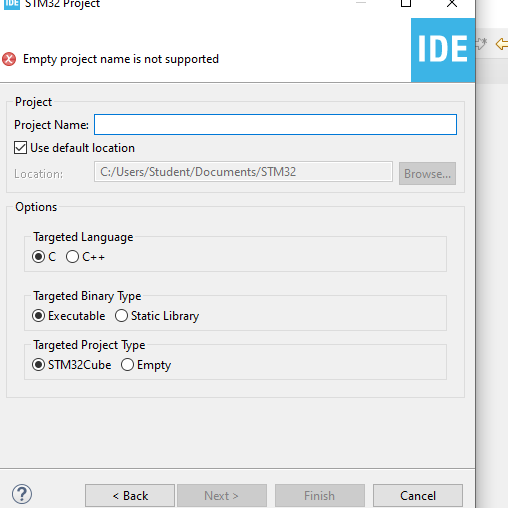 IDE STM32 Project
IDE
Empty project name is not supported
Project
Project Name:
Use default location
Location: C:/Users/Student/Documents/STM32 Browse...
Options
Targeted Language
C C++
Targeted Binary Type
Executable Static Library
Targeted Project Type
STM32Cube Empty
? < Back Next > Finish Cancel